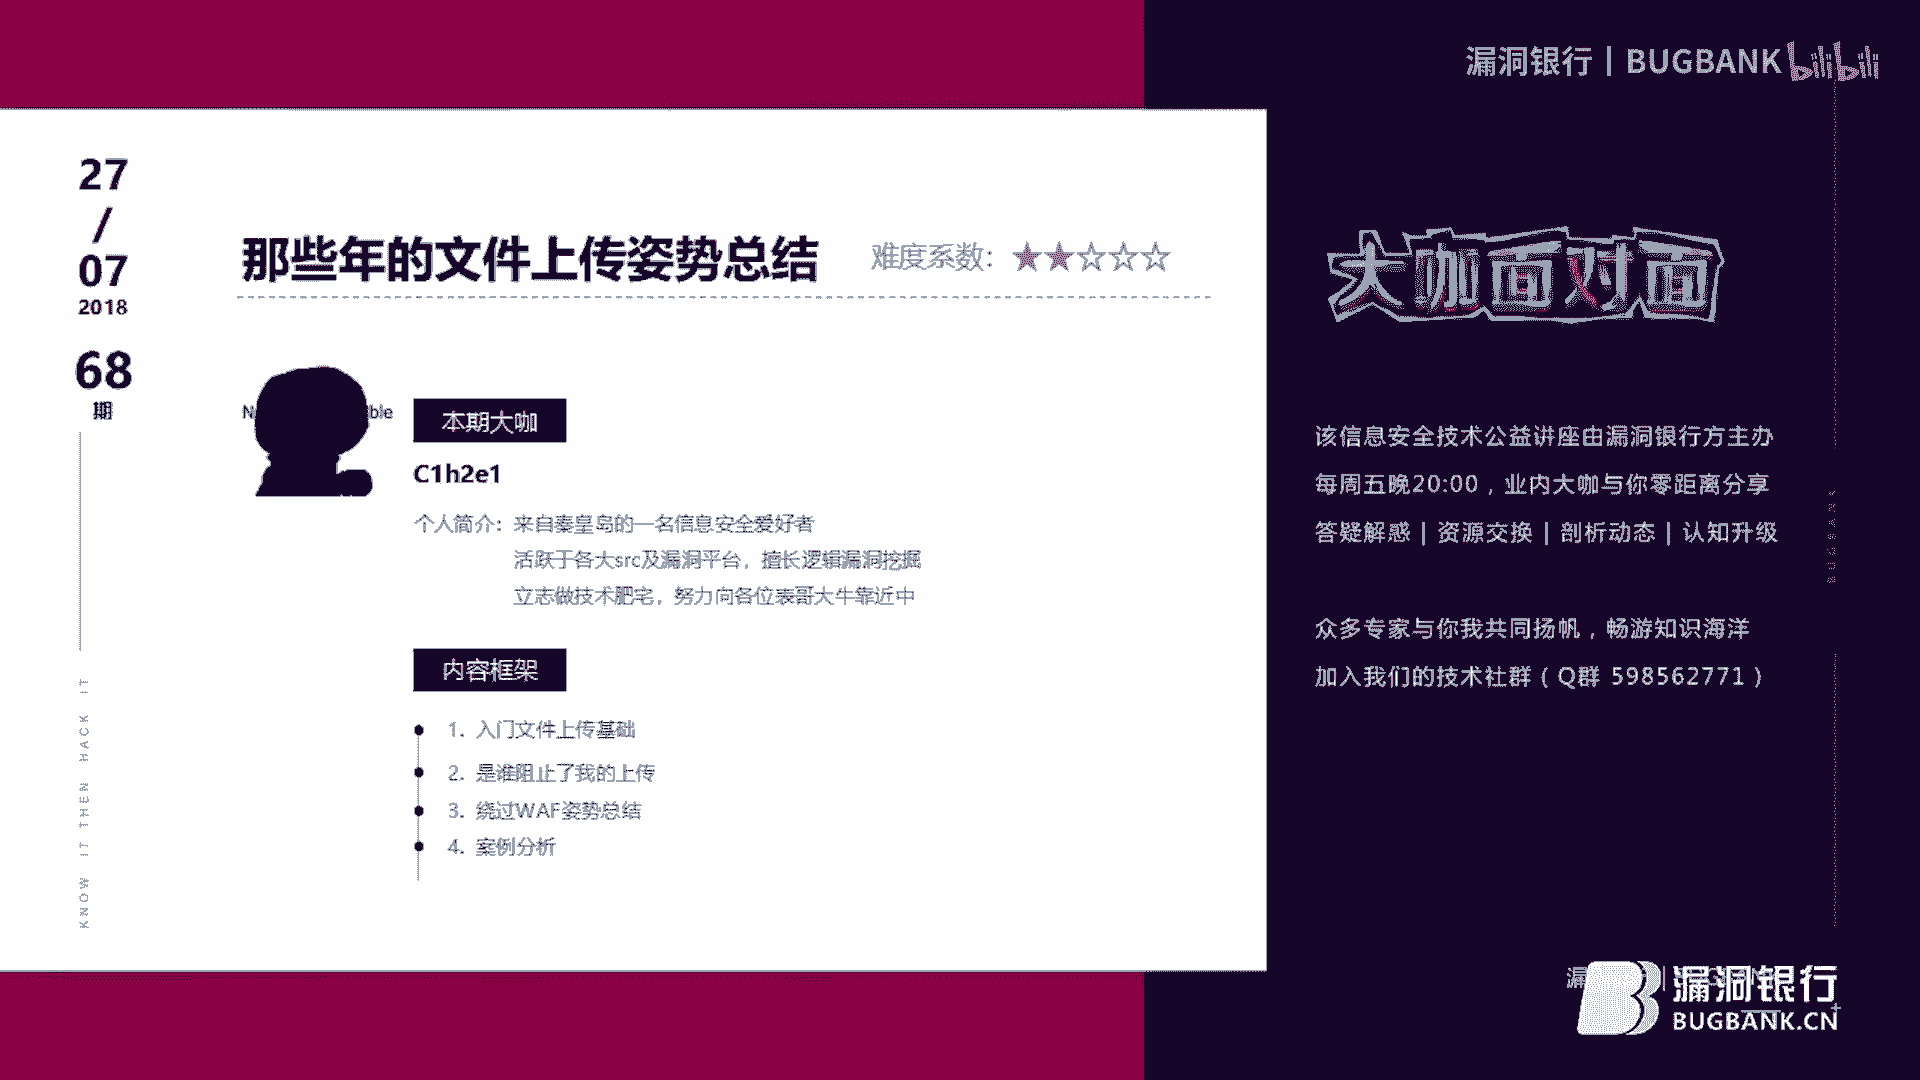 漏洞银行 | BUGBANK bilibili
27
/
07
2018
68
期
KNOW IT THEN HACK IT
那些年的文件上传姿势总结 难度系数：★★☆☆☆
本期大咖
C1h2e1
个人简介：来自秦皇岛的一名信息安全爱好者
活跃于各大src及漏洞平台，擅长逻辑漏洞挖掘
立志做技术肥宅，努力向各位表哥大牛靠近中
内容框架
1. 入门文件上传基础
2. 是谁阻止了我的上传
3. 绕过WAF姿势总结
4. 案例分析
大咖面对面
该信息安全技术公益讲座由漏洞银行方主办
每周五晚20:00，业内大咖与你零距离分享
答疑解惑 | 资源交换 | 剖析动态 | 认知升级
众多专家与你我共同扬帆，畅游知识海洋
加入我们的技术社群（Q群 598562771）
BUGBANK
漏洞银行
BUGBANK.CN